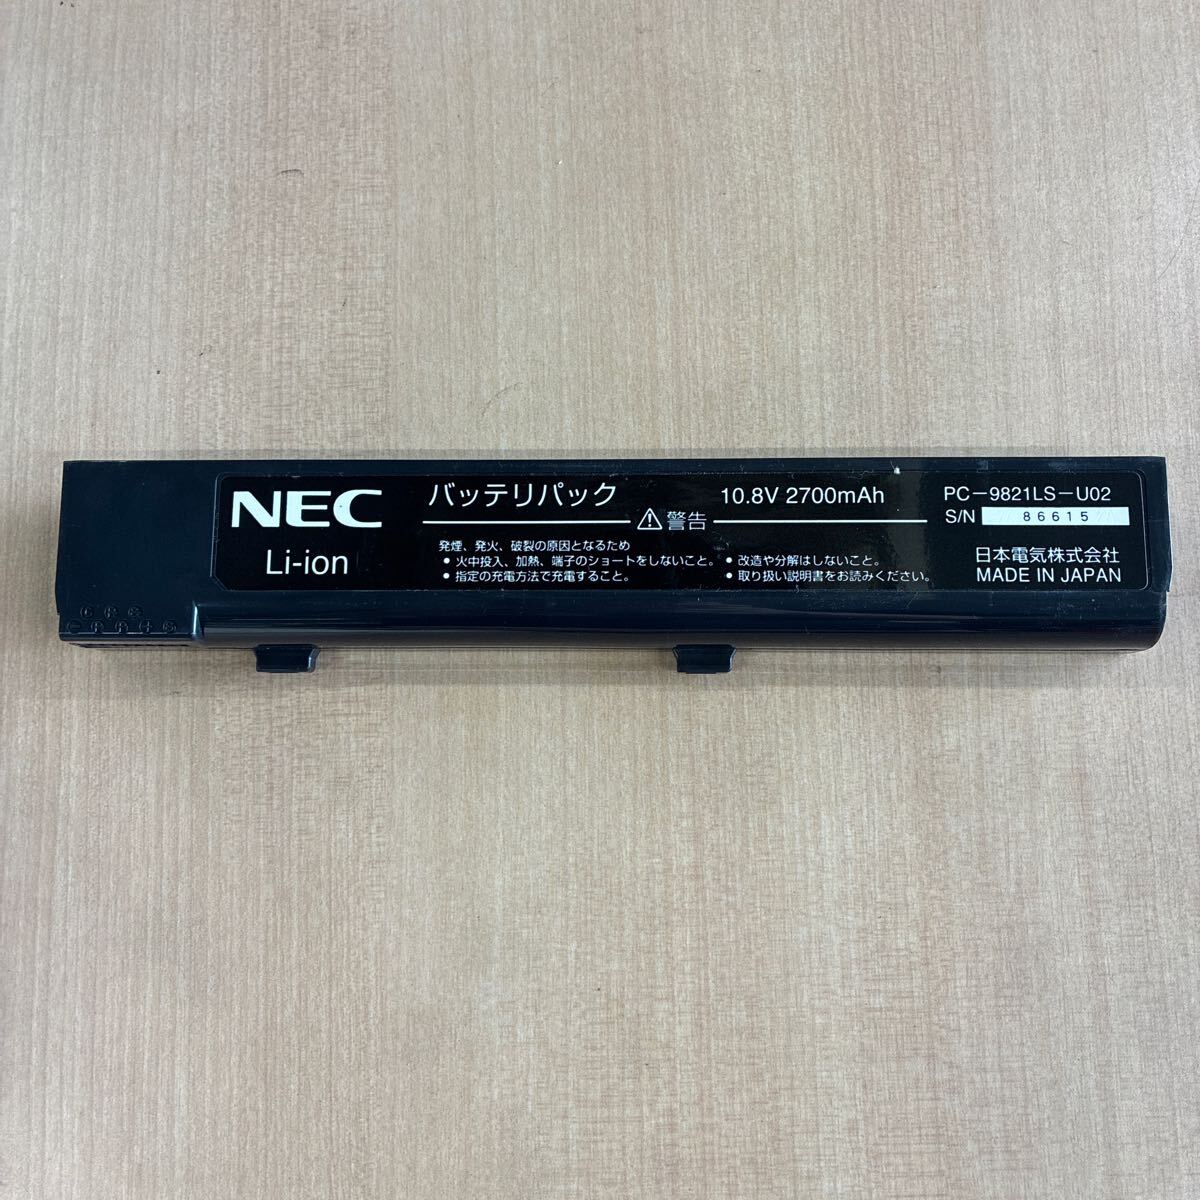 NEC
Li-ion
バッテリパック 10.8V 2700mAh
警告
発煙、発火、破裂の原因となるため
• 火中投入、加熱、端子のショートをしないこと。
• 指定の充電方法で充電すること。
• 改造や分解はしないこと。
• 取り扱い説明書をお読みください。
PC-9821LS-U02
S/N 86615
日本電気株式会社
MADE IN JAPAN